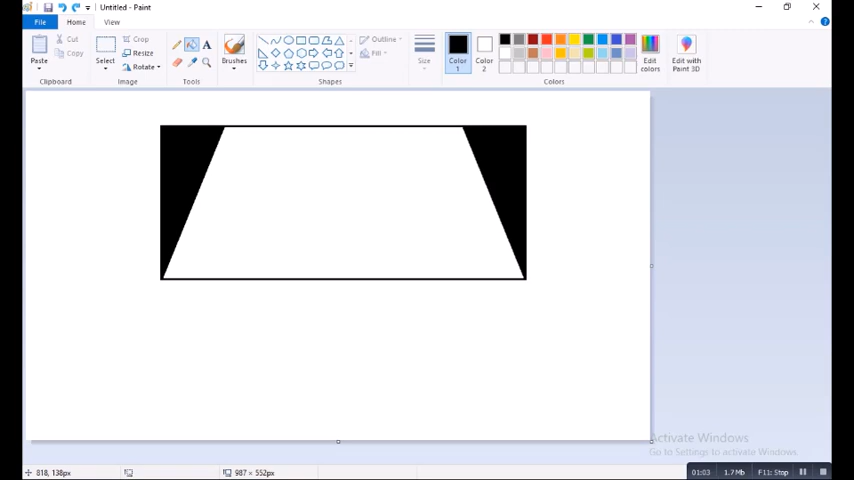 Untitled - Paint
File Home View
Cut Crop Outline
Copy Resize Fill
Paste Select Rotate Brushes Size Color 1 Color 2 Edit colors Edit with Paint 3D
Clipboard Image Tools Shapes Colors
Activate Windows
Go to Settings to activate Windows.
818, 138px 987 × 552px 01:03 1.7 Mb F11: Stop